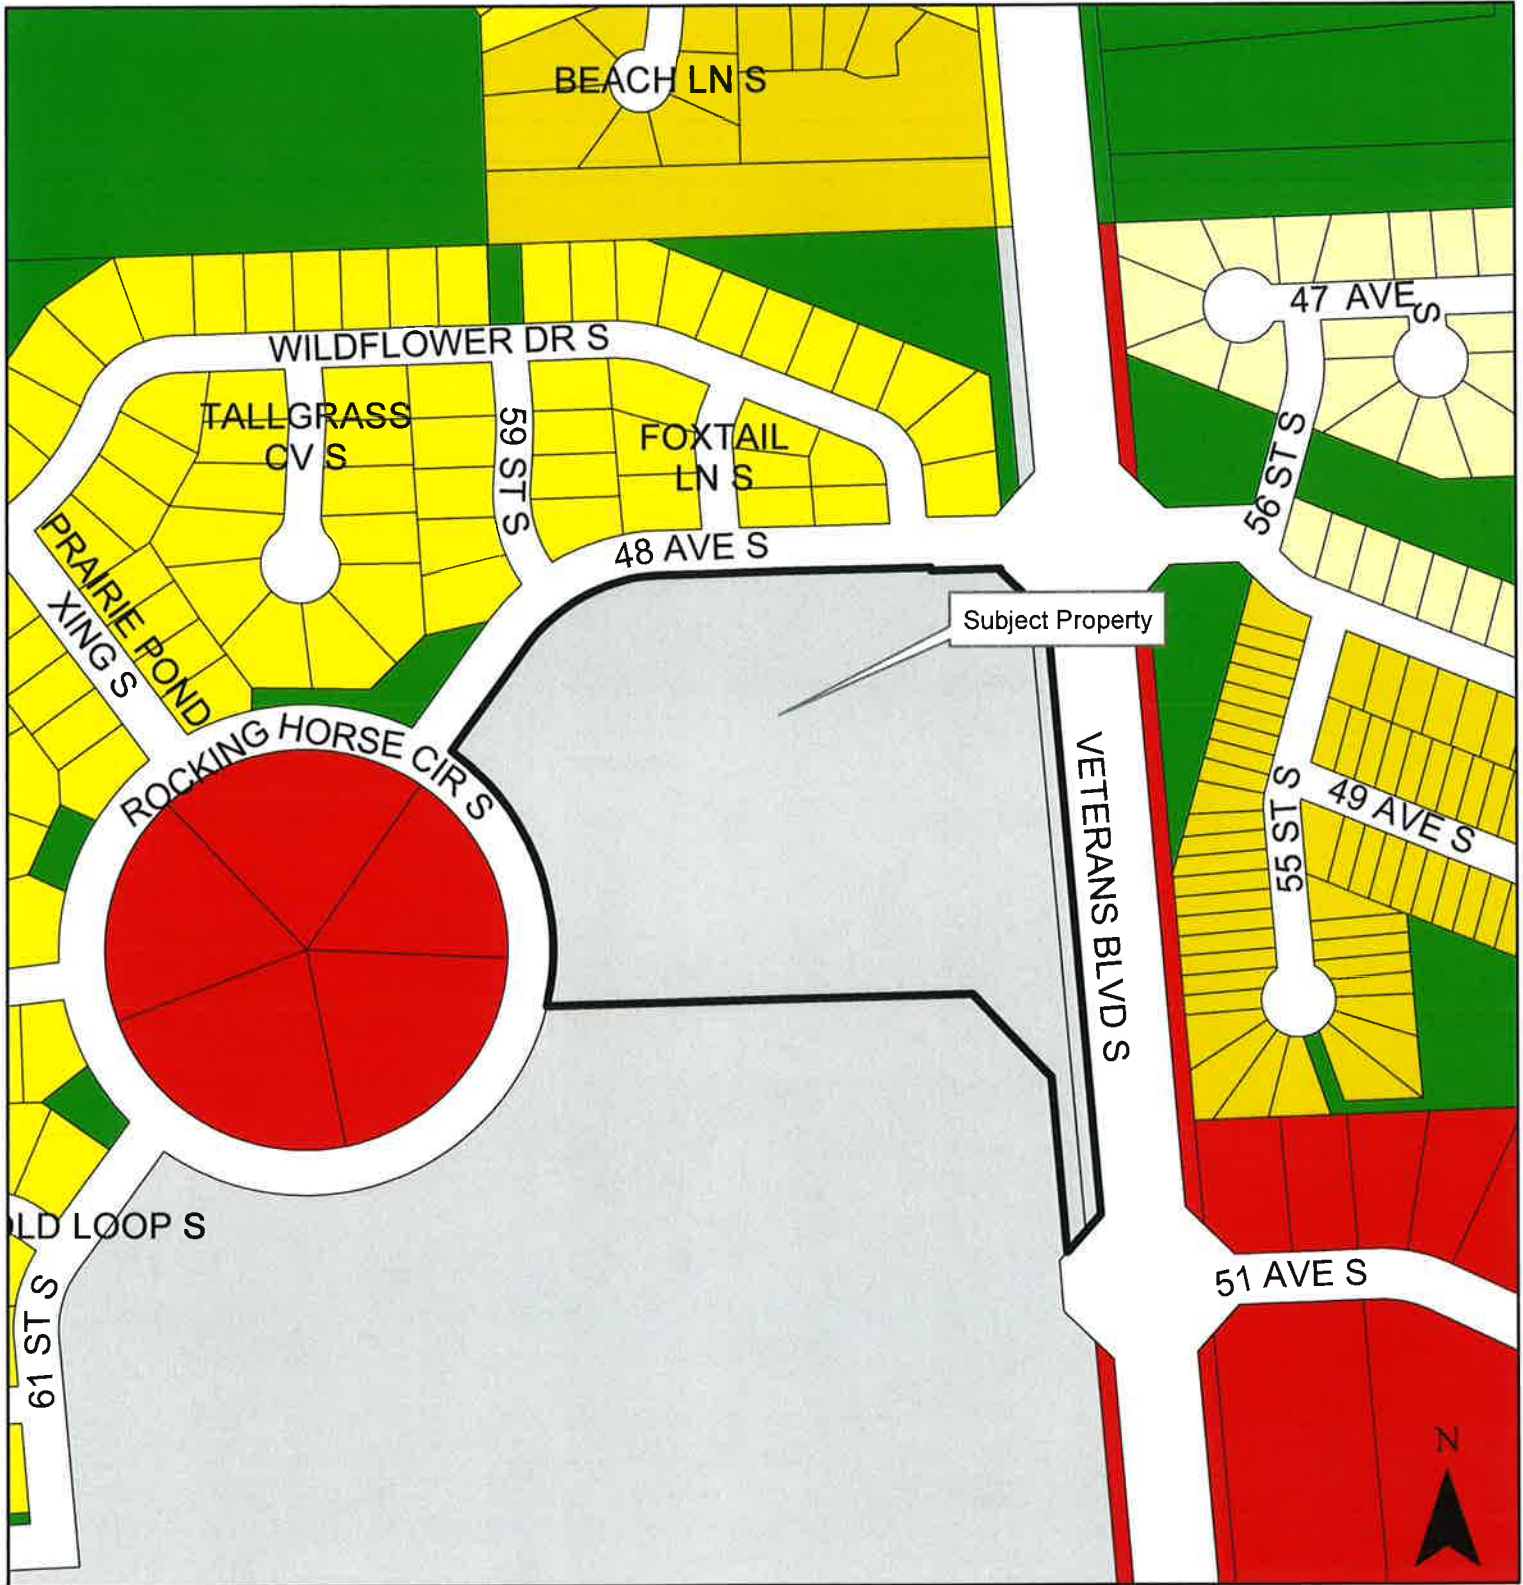 BEACH LN S
47 AVE S
WILDFLOWER DR S
TALLGRASS
CV S
59 ST S
FOXTAIL
LN S
56 ST S
48 AVE S
PRAIRIE POND
XING S
Subject Property
ROCKING HORSE CIR S
VETERANS BLVD S
49 AVE S
55 ST S
LD LOOP S
61 ST S
51 AVE S
N